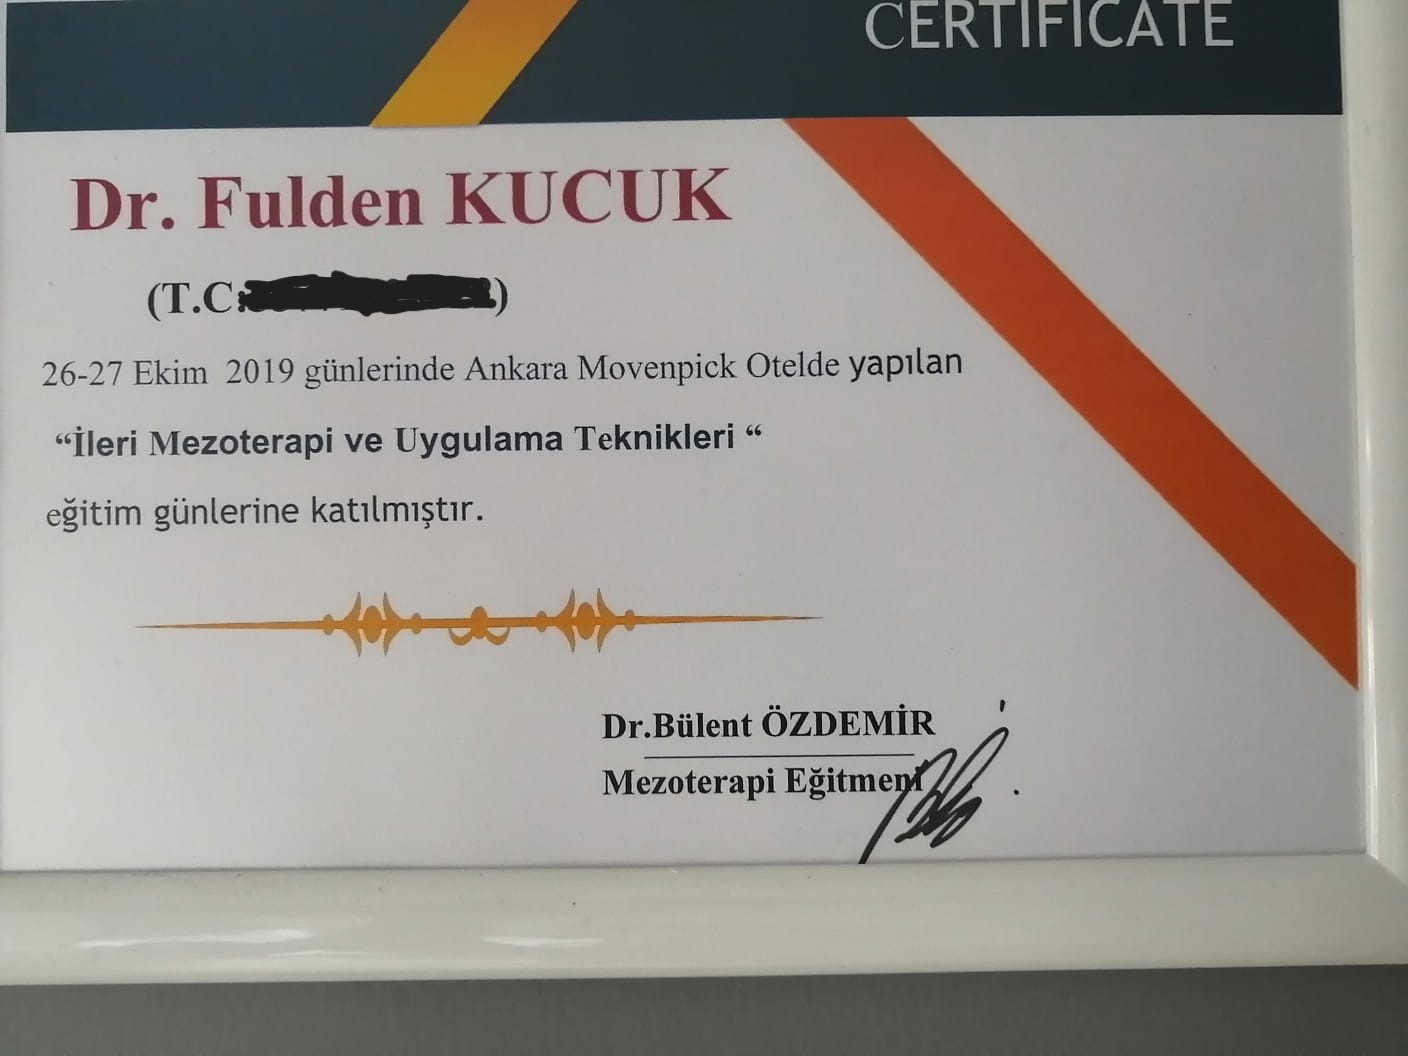 CERTIFICATE
Dr. Fulden KUCUK
(T.C: )
26-27 Ekim 2019 günlerinde Ankara Movenpick Otelde yapılan
“İleri Mezoterapi ve Uygulama Teknikleri “
eğitim günlerine katılmıştır.
Dr.Bülent ÖZDEMİR
Mezoterapi Eğitmeni